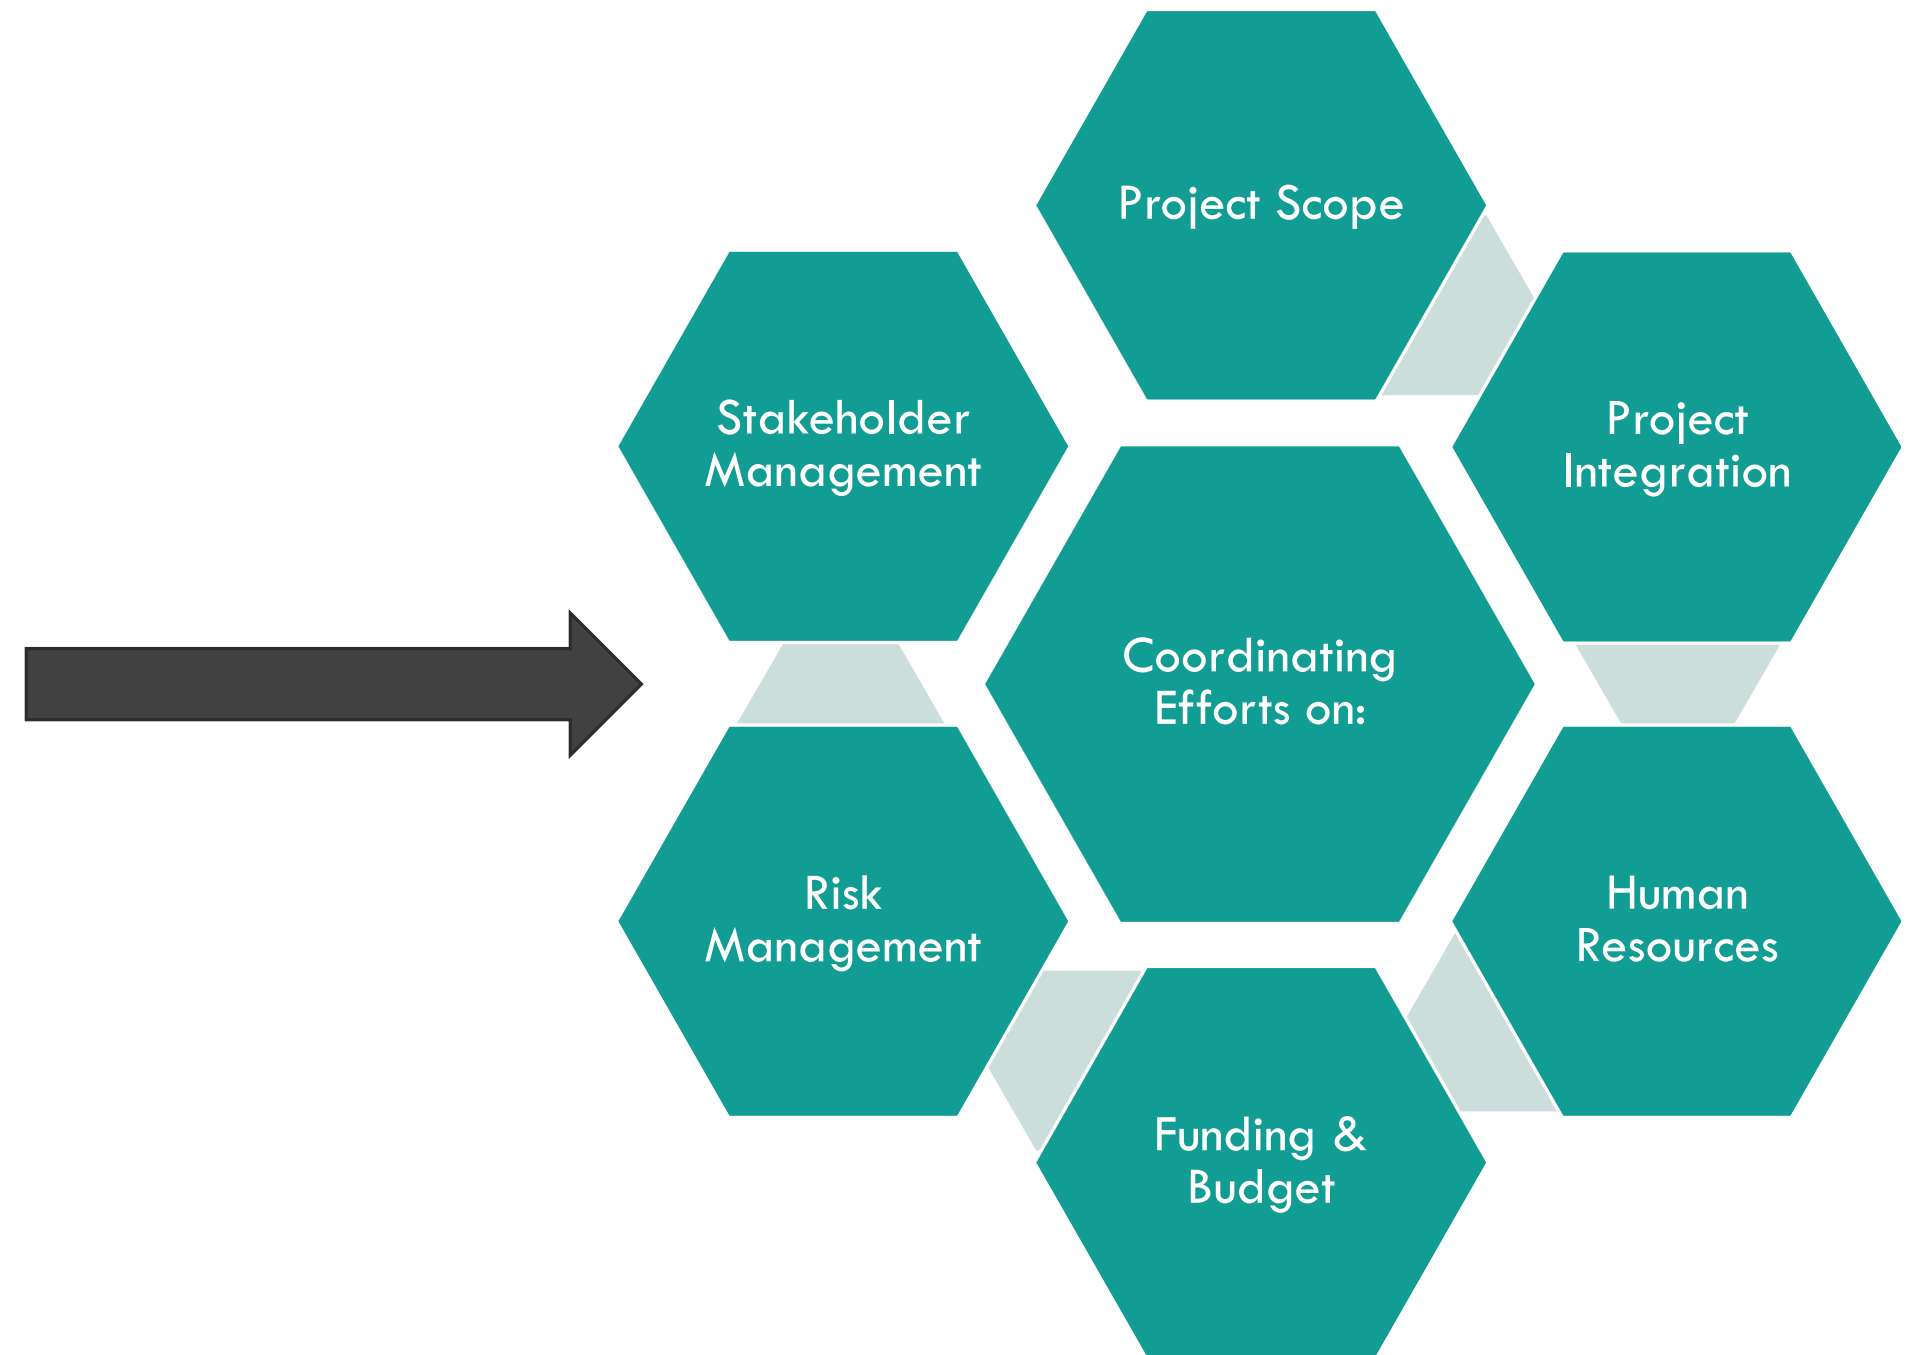 Project Scope
Project
Integration
Human
Resources
Funding &
Budget
Risk
Management
Stakeholder
Management
Coordinating
Efforts on: